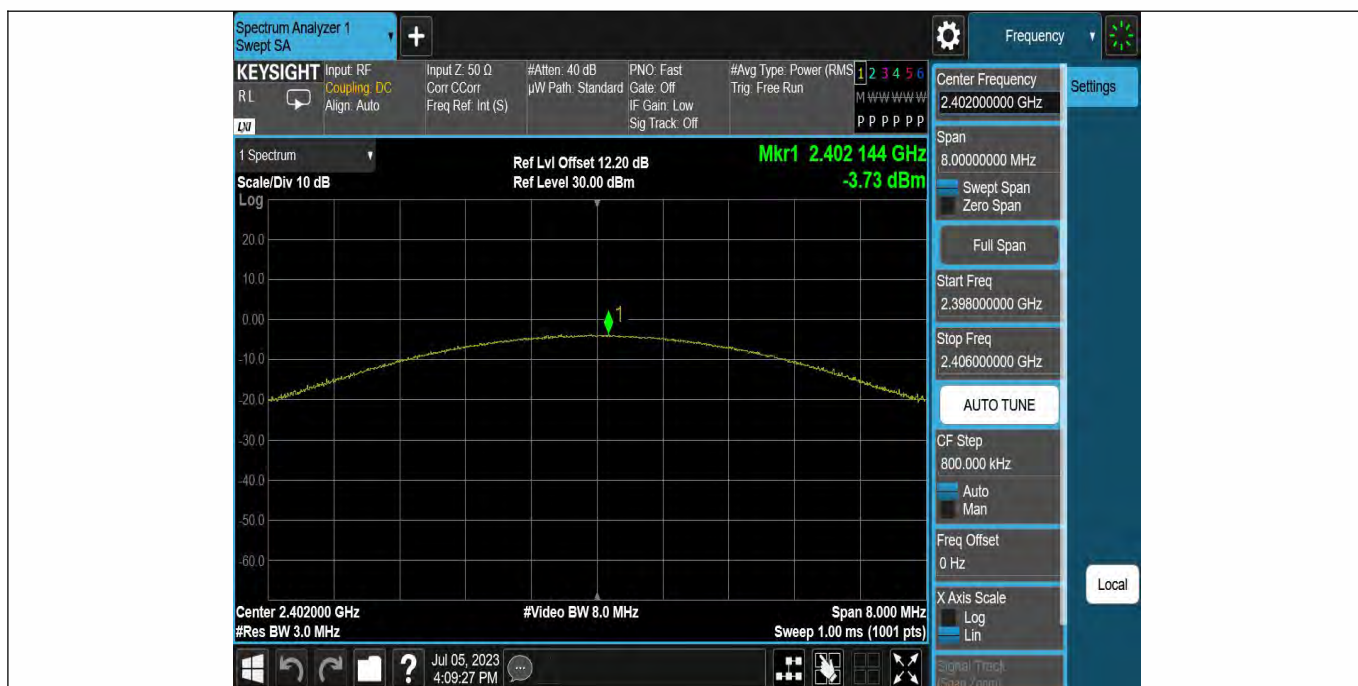 Spectrum Analyzer 1
Swept SA
+
Frequency
KEYSIGHT
R L
LXI
Input: RF
Coupling: DC
Align: Auto
Input Z: 50 Ω
Corr CCorr
Freq Ref: Int (S)
#Atten: 40 dB
µW Path: Standard
PNO: Fast
Gate: Off
IF Gain: Low
Sig Track: Off
#Avg Type: Power (RMS
Trig: Free Run
1 2 3 4 5 6
M W W W W W
P P P P P P
1 Spectrum
Scale/Div 10 dB
Log
Ref Lvl Offset 12.20 dB
Ref Level 30.00 dBm
Mkr1 2.402 144 GHz
-3.73 dBm
20.0
10.0
0.00
-10.0
-20.0
-30.0
-40.0
-50.0
-60.0
1
Center 2.402000 GHz
#Res BW 3.0 MHz
#Video BW 8.0 MHz
Span 8.000 MHz
Sweep 1.00 ms (1001 pts)
?
Jul 05, 2023
4:09:27 PM
Center Frequency
2.402000000 GHz
Settings
Span
8.00000000 MHz
Swept Span
Zero Span
Full Span
Start Freq
2.398000000 GHz
Stop Freq
2.406000000 GHz
AUTO TUNE
CF Step
800.000 kHz
Auto
Man
Freq Offset
0 Hz
X Axis Scale
Log
Lin
Signal Track
(Span Zoom)
Local